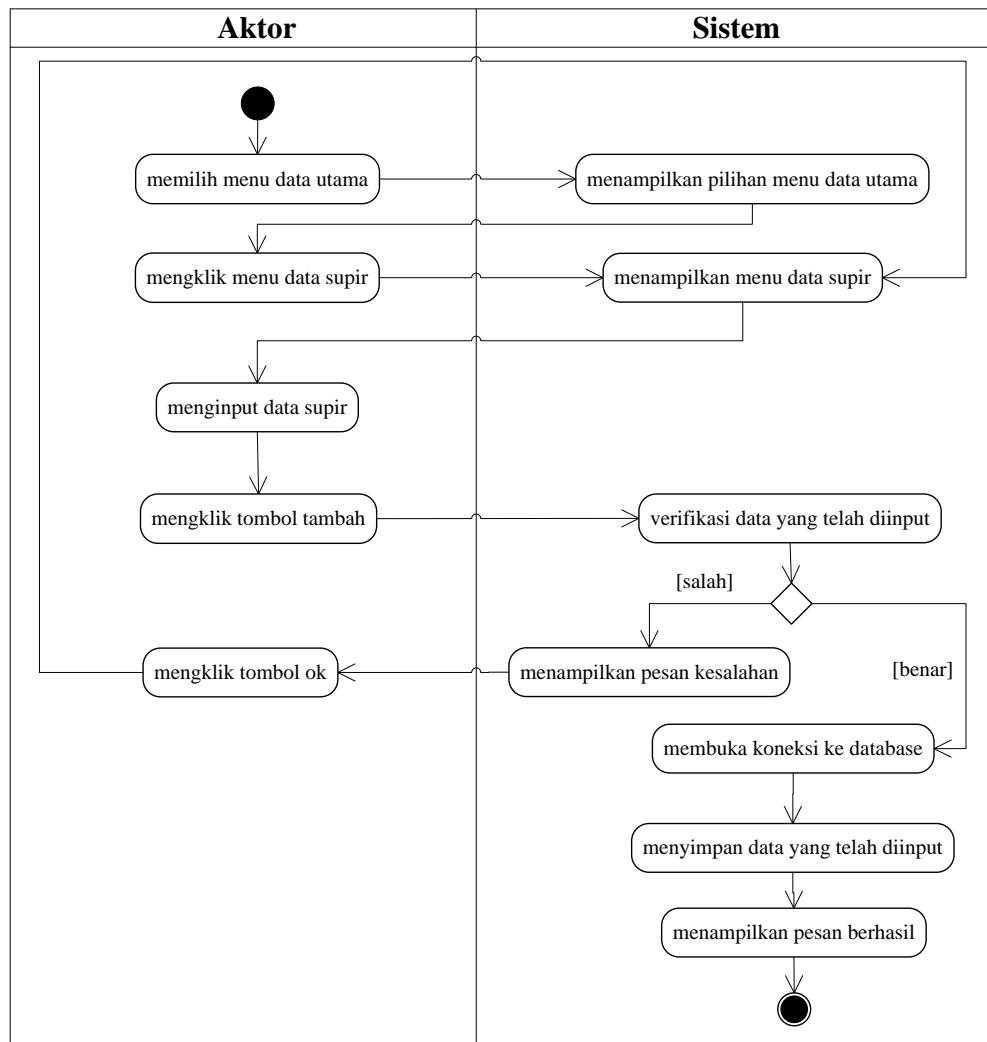 Aktor
Sistem
memilih menu data utama
menampilkan pilihan menu data utama
mengklik menu data supir
menampilkan menu data supir
menginput data supir
mengklik tombol tambah
verifikasi data yang telah diinput
[salah]
mengklik tombol ok
menampilkan pesan kesalahan
[benar]
membuka koneksi ke database
menyimpan data yang telah diinput
menampilkan pesan berhasil